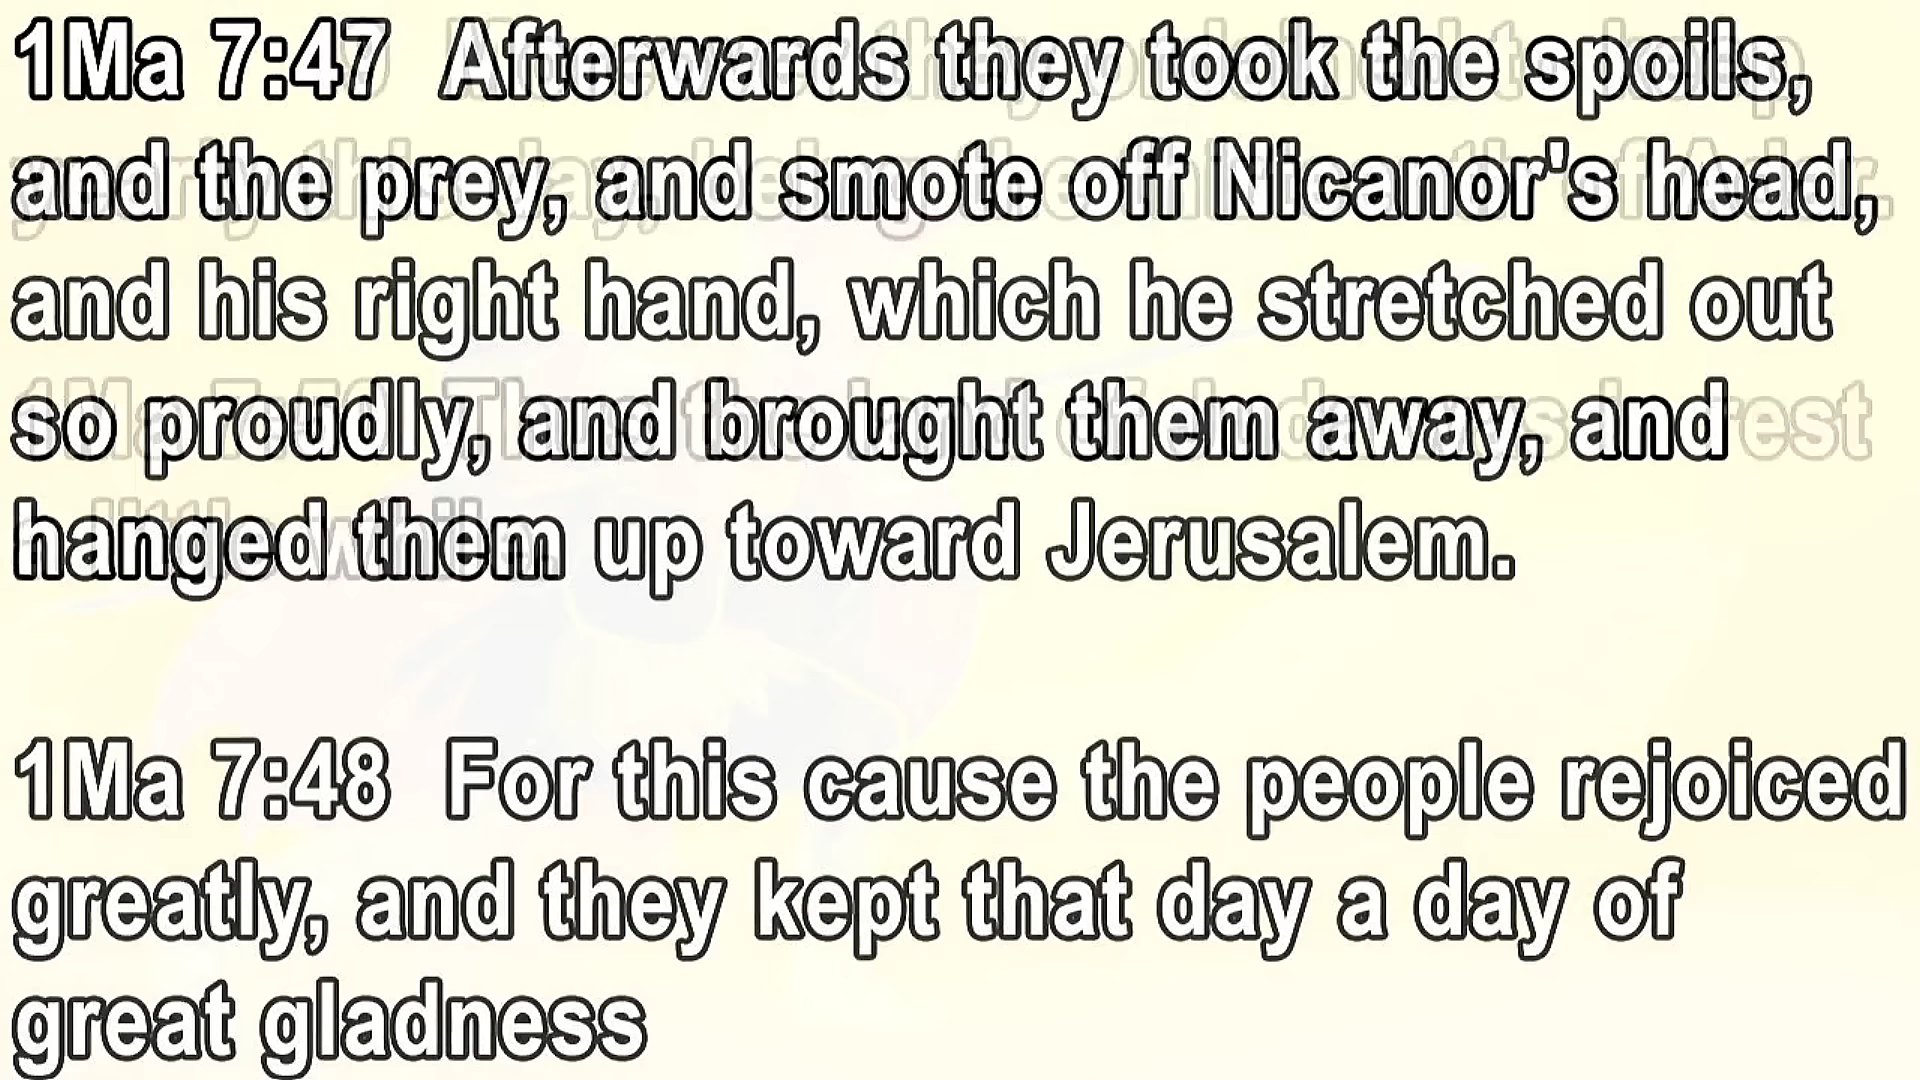 1Ma 7:47 Afterwards they took the spoils,
and the prey, and smote off Nicanor's head,
and his right hand, which he stretched out
so proudly, and brought them away, and
hanged them up toward Jerusalem.
1Ma 7:48 For this cause the people rejoiced
greatly, and they kept that day a day of
great gladness